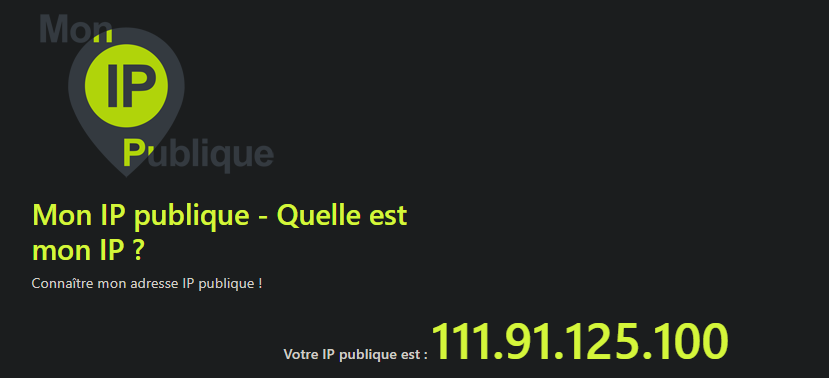 Mon
IP
Publique
Mon IP publique - Quelle est
mon IP ?
Connaître mon adresse IP publique !
Votre IP publique est : 111.91.125.100